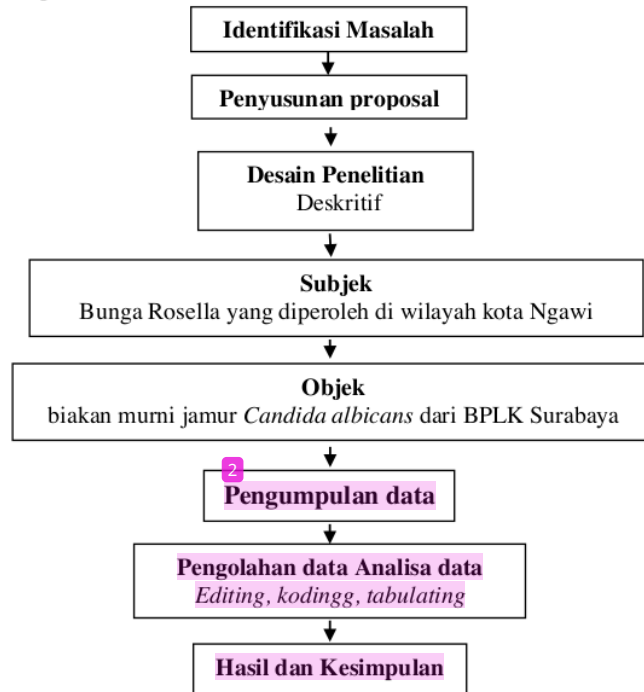 Identifikasi Masalah
Penyusunan proposal
Desain Penelitian
Deskritif
Subjek
Bunga Rosella yang diperoleh di wilayah kota Ngawi
Objek
biakan murni jamur Candida albicans dari BPLK Surabaya
2
Pengumpulan data
Pengolahan data Analisa data
Editing, kodingg, tabulating
Hasil dan Kesimpulan